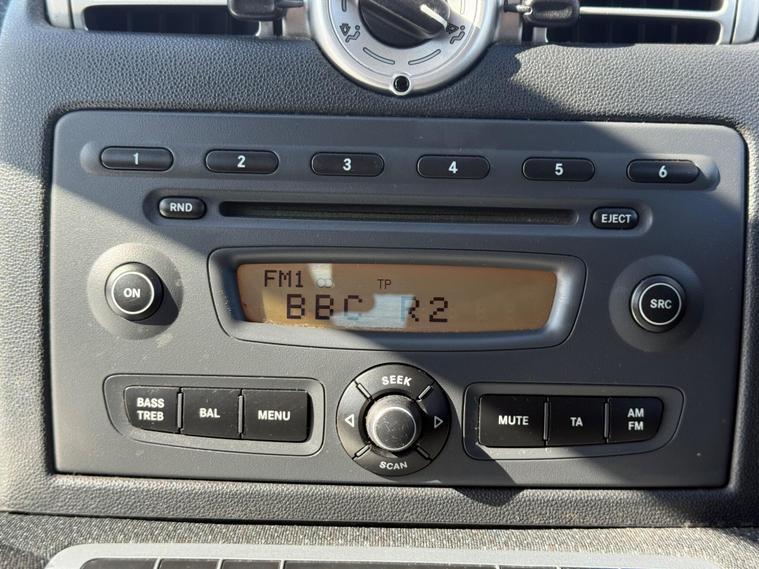 1 2 3 4 5 6
RND EJECT
FM1 TP
ON BBC R2 SRC
SEEK
BASS TREB BAL MENU MUTE TA AM FM
SCAN